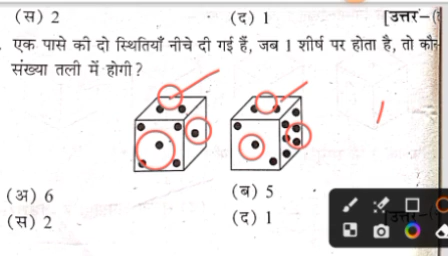 (स) 2 (द) 1 [उत्तर-(
एक पासे की दो स्थितियाँ नीचे दी गई हैं, जब 1 शीर्ष पर होता है, तो
संख्या तली में होगी?
(अ) 6 (ब) 5
(स) 2 (द) 1